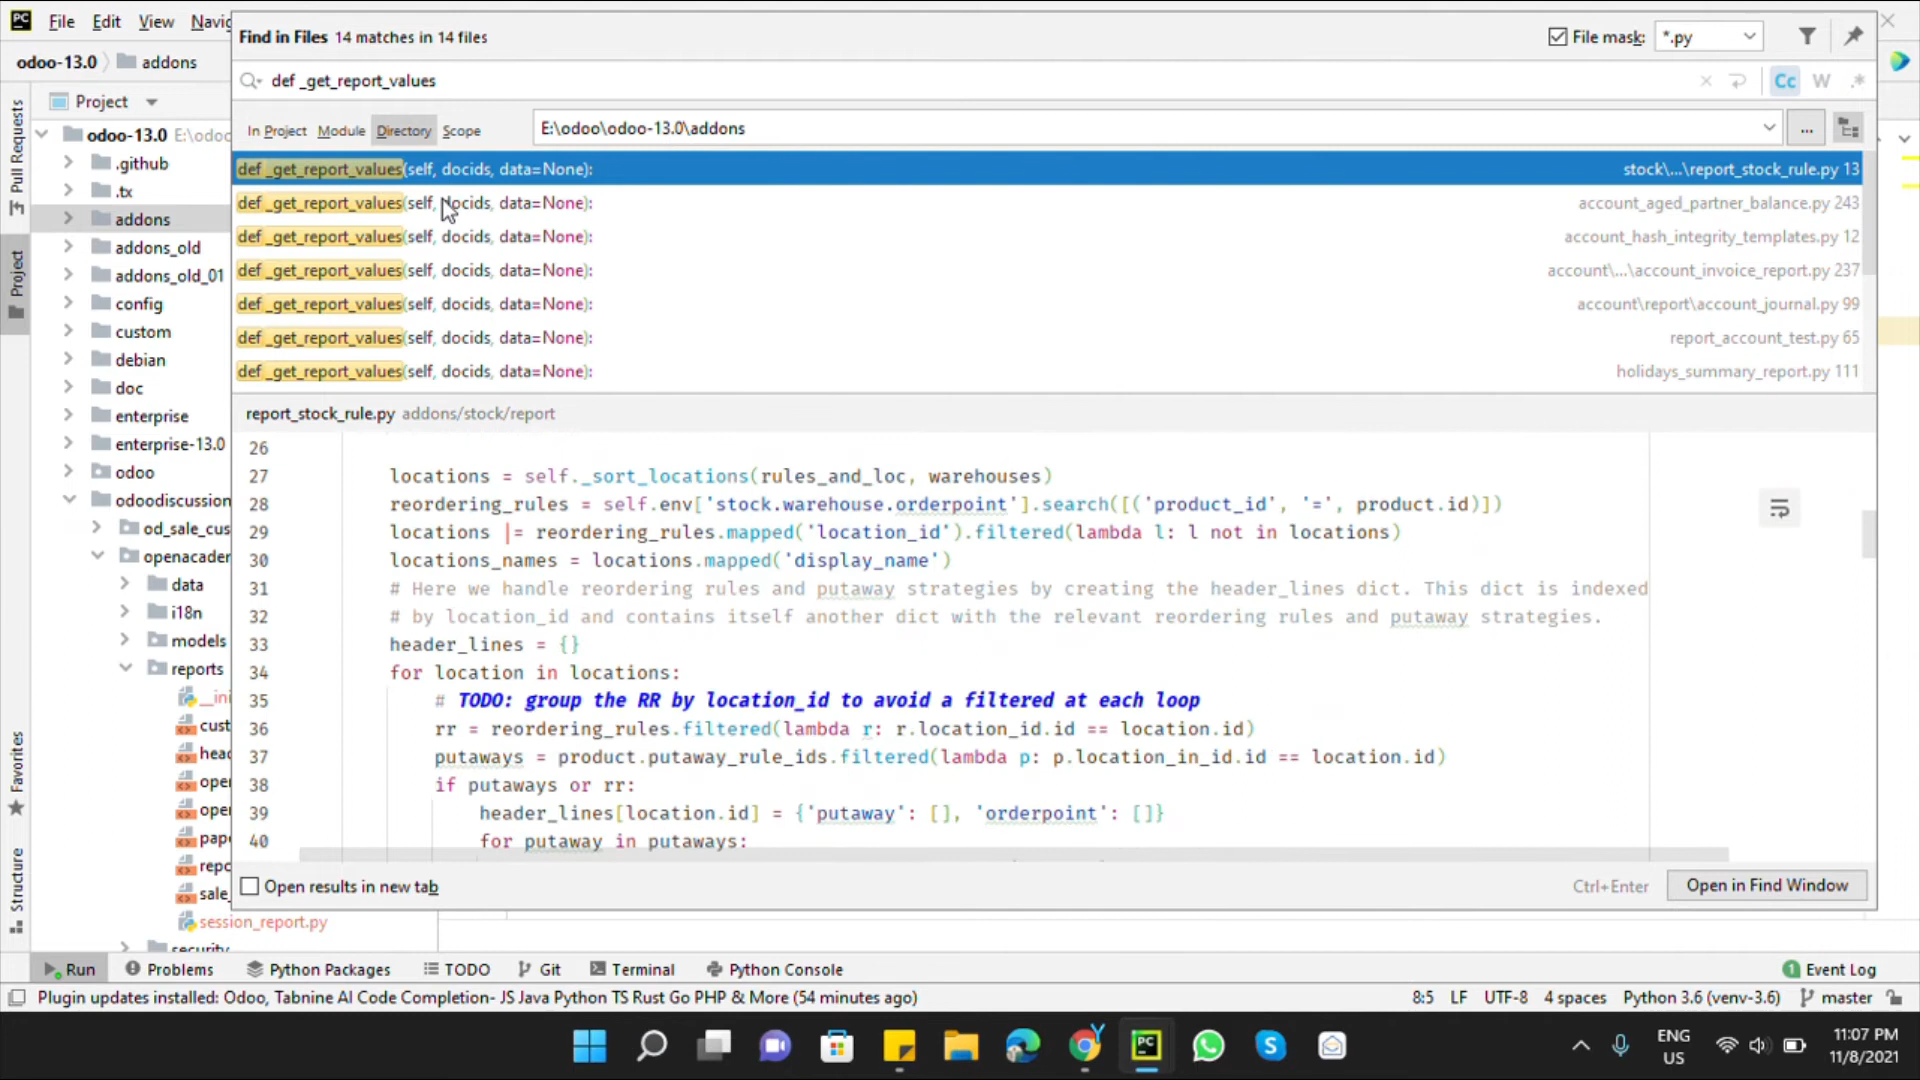 PC File Edit View Navig
Find in Files 14 matches in 14 files
File mask: *.py
odoo-13.0 addons
def _get_report_values
Cc W .*
Project
In Project Module Directory Scope
E:\odoo\odoo-13.0\addons
...
odoo-13.0 E:\odoo
.github
.tx
addons
addons_old
addons_old_01
config
custom
debian
doc
enterprise
enterprise-13.0
odoo
odoodiscussion
od_sale_cus
openacader
data
i18n
models
reports
__ini
cust
head
oper
oper
pape
repo
sale_
session_report.py
security
Pull Requests
Project
Favorites
Structure
def _get_report_values(self, docids, data=None): stock\...\report_stock_rule.py 13
def _get_report_values(self, docids, data=None): account_aged_partner_balance.py 243
def _get_report_values(self, docids, data=None): account_hash_integrity_templates.py 12
def _get_report_values(self, docids, data=None): account\...\account_invoice_report.py 237
def _get_report_values(self, docids, data=None): account\report\account_journal.py 99
def _get_report_values(self, docids, data=None): report_account_test.py 65
def _get_report_values(self, docids, data=None): holidays_summary_report.py 111
report_stock_rule.py addons/stock/report
26
27 locations = self._sort_locations(rules_and_loc, warehouses)
28 reordering_rules = self.env['stock.warehouse.orderpoint'].search([('product_id', '=', product.id)])
29 locations |= reordering_rules.mapped('location_id').filtered(lambda l: l not in locations)
30 locations_names = locations.mapped('display_name')
31 # Here we handle reordering rules and putaway strategies by creating the header_lines dict. This dict is indexed
32 # by location_id and contains itself another dict with the relevant reordering rules and putaway strategies.
33 header_lines = {}
34 for location in locations:
35 # TODO: group the RR by location_id to avoid a filtered at each loop
36 rr = reordering_rules.filtered(lambda r: r.location_id.id == location.id)
37 putaways = product.putaway_rule_ids.filtered(lambda p: p.location_in_id.id == location.id)
38 if putaways or rr:
39 header_lines[location.id] = {'putaway': [], 'orderpoint': []}
40 for putaway in putaways:
Open results in new tab
Ctrl+Enter Open in Find Window
Run Problems Python Packages TODO Git Terminal Python Console
1 Event Log
Plugin updates installed: Odoo, Tabnine AI Code Completion- JS Java Python TS Rust Go PHP & More (54 minutes ago)
8:5 LF UTF-8 4 spaces Python 3.6 (venv-3.6) master
ENG
US
11:07 PM
11/8/2021